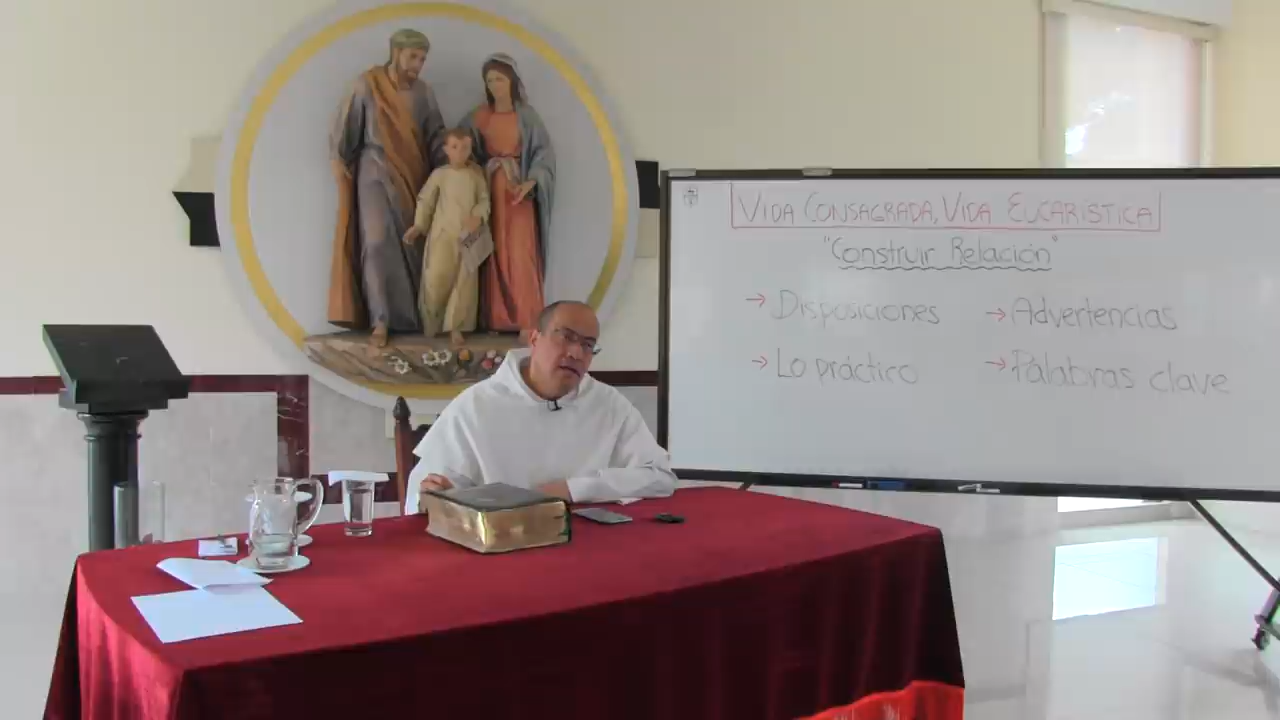 VIDA CONSAGRADA, VIDA EUCARÍSTICA
"Construir Relación"
→ Disposiciones → Advertencias
→ Lo práctico → Palabras clave